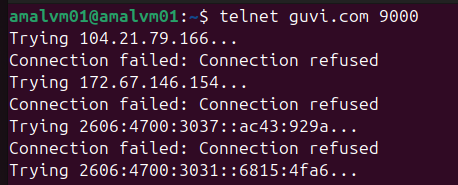 amalvm01@amalvm01:~$ telnet guvi.com 9000
Trying 104.21.79.166...
Connection failed: Connection refused
Trying 172.67.146.154...
Connection failed: Connection refused
Trying 2606:4700:3037::ac43:929a...
Connection failed: Connection refused
Trying 2606:4700:3031::6815:4fa6...